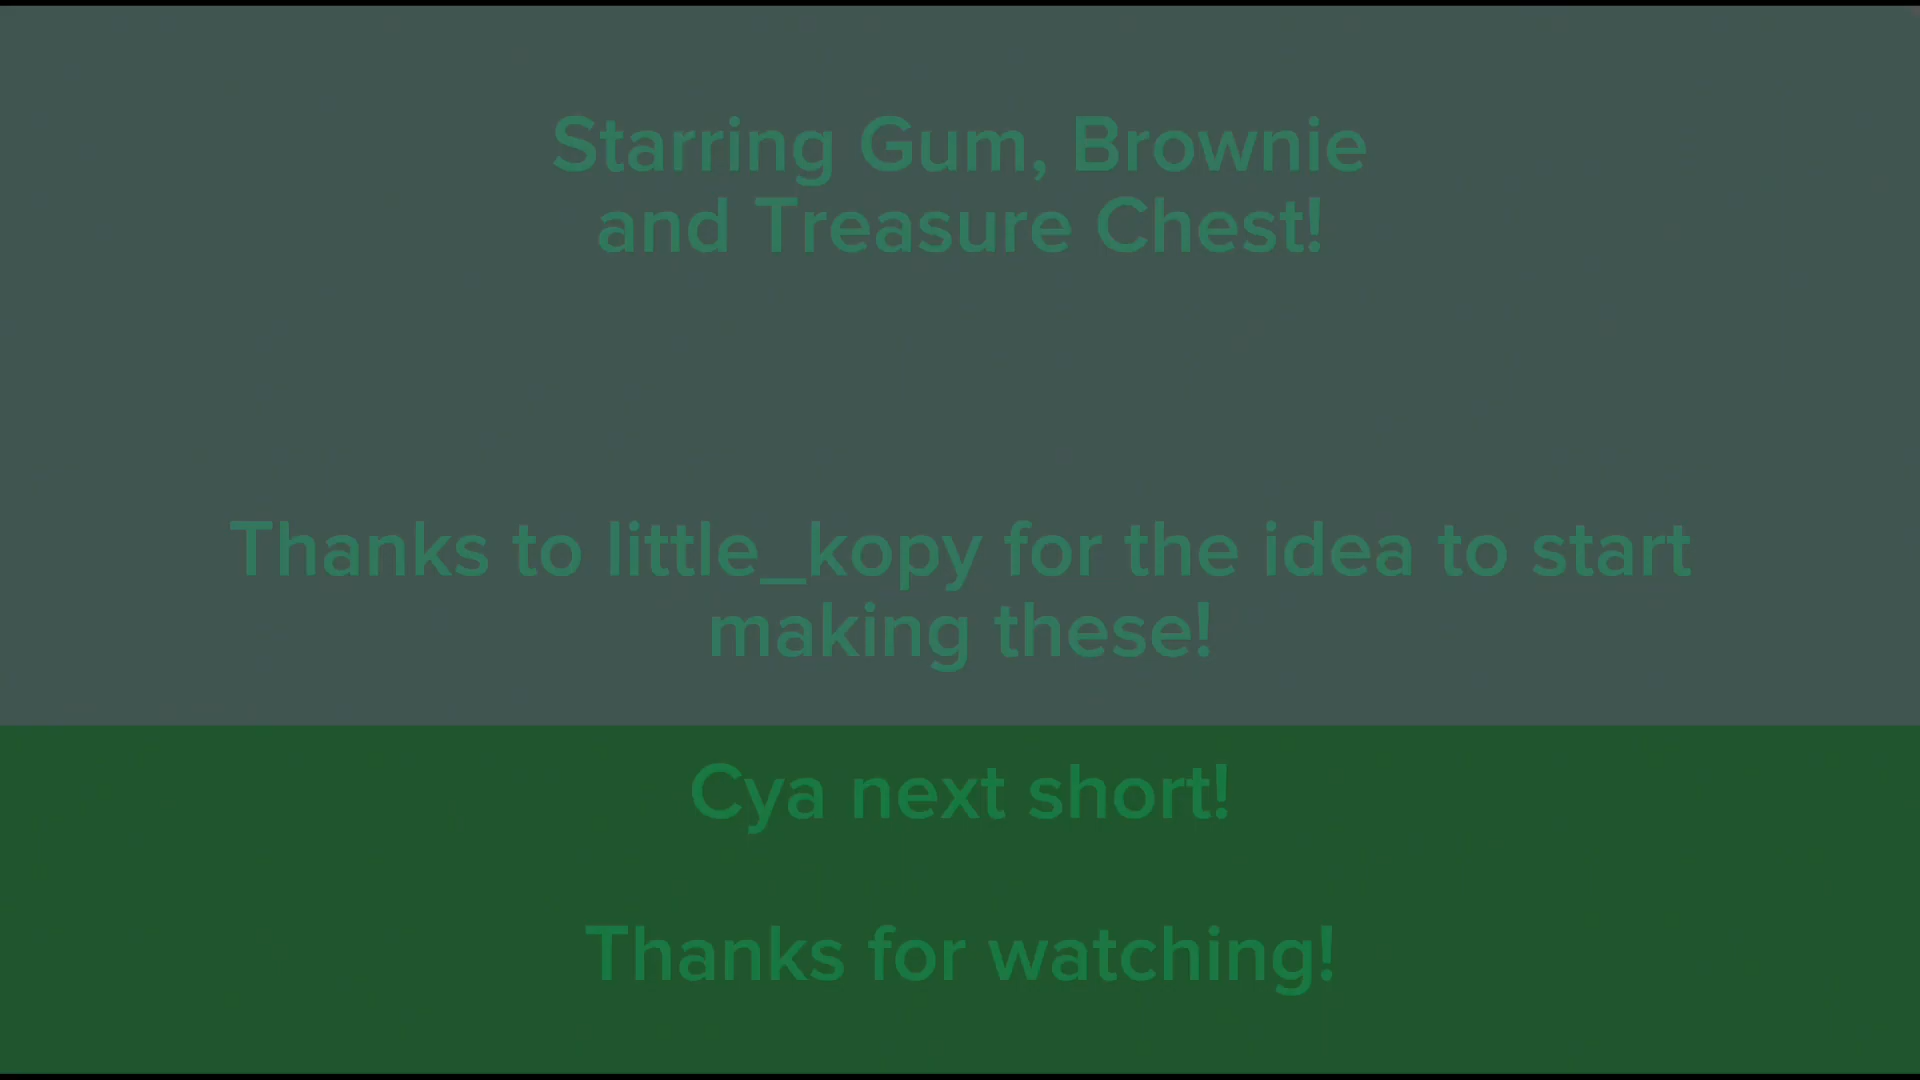 Starring Gum, Brownie
and Treasure Chest!
Thanks to little_kopy for the idea to start
making these!
Cya next short!
Thanks for watching!